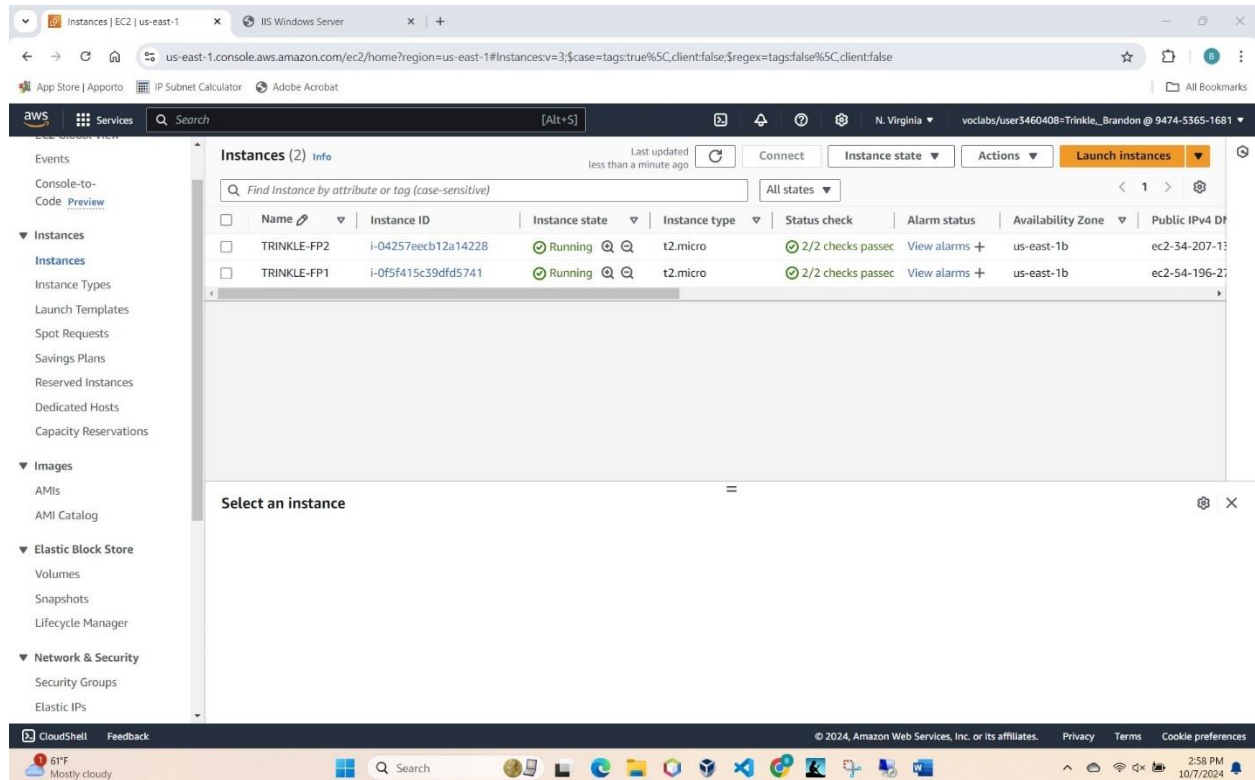 Instances | EC2 | us-east-1
IIS Windows Server
us-east-1.console.aws.amazon.com/ec2/home?region=us-east-1#Instances:v=3;$case=tags:true%5C,client:false;$regex=tags:false%5C,client:false
B
App Store | Apporto
IP Subnet Calculator
Adobe Acrobat
All Bookmarks
aws
Services
Search
[Alt+S]
N. Virginia
voclabs/user3460408=Trinkle,_Brandon @ 9474-5365-1681
EC2 Global View
Events
Console-to-
Code Preview
Instances
Instances
Instance Types
Launch Templates
Spot Requests
Savings Plans
Reserved Instances
Dedicated Hosts
Capacity Reservations
Images
AMIs
AMI Catalog
Elastic Block Store
Volumes
Snapshots
Lifecycle Manager
Network & Security
Security Groups
Elastic IPs
Instances (2) Info
Last updated
less than a minute ago
Connect
Instance state
Actions
Launch instances
Find Instance by attribute or tag (case-sensitive)
All states
1
Name Instance ID Instance state Instance type Status check Alarm status Availability Zone Public IPv4 DN
TRINKLE-FP2 i-04257eecb12a14228 Running t2.micro 2/2 checks passec View alarms + us-east-1b ec2-34-207-13
TRINKLE-FP1 i-0f5f415c39dfd5741 Running t2.micro 2/2 checks passec View alarms + us-east-1b ec2-54-196-27
Select an instance
CloudShell Feedback
© 2024, Amazon Web Services, Inc. or its affiliates. Privacy Terms Cookie preferences
1
61°F
Mostly cloudy
Search
2:58 PM
10/7/2024